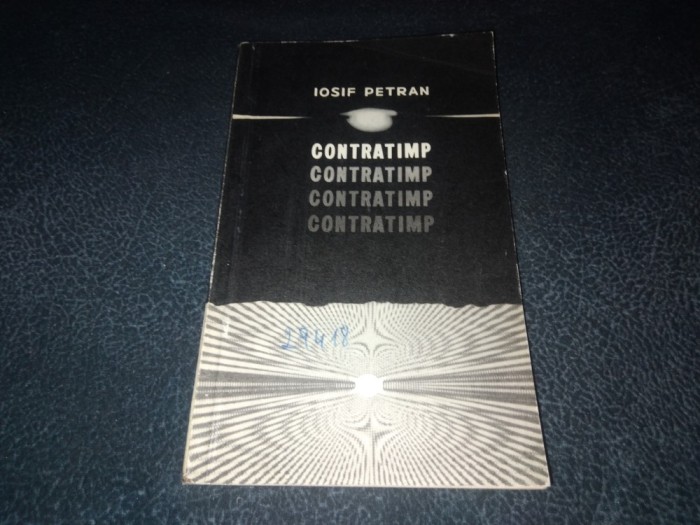 IOSIF PETRAN
CONTRATIMP
CONTRATIMP
CONTRATIMP
CONTRATIMP
29418